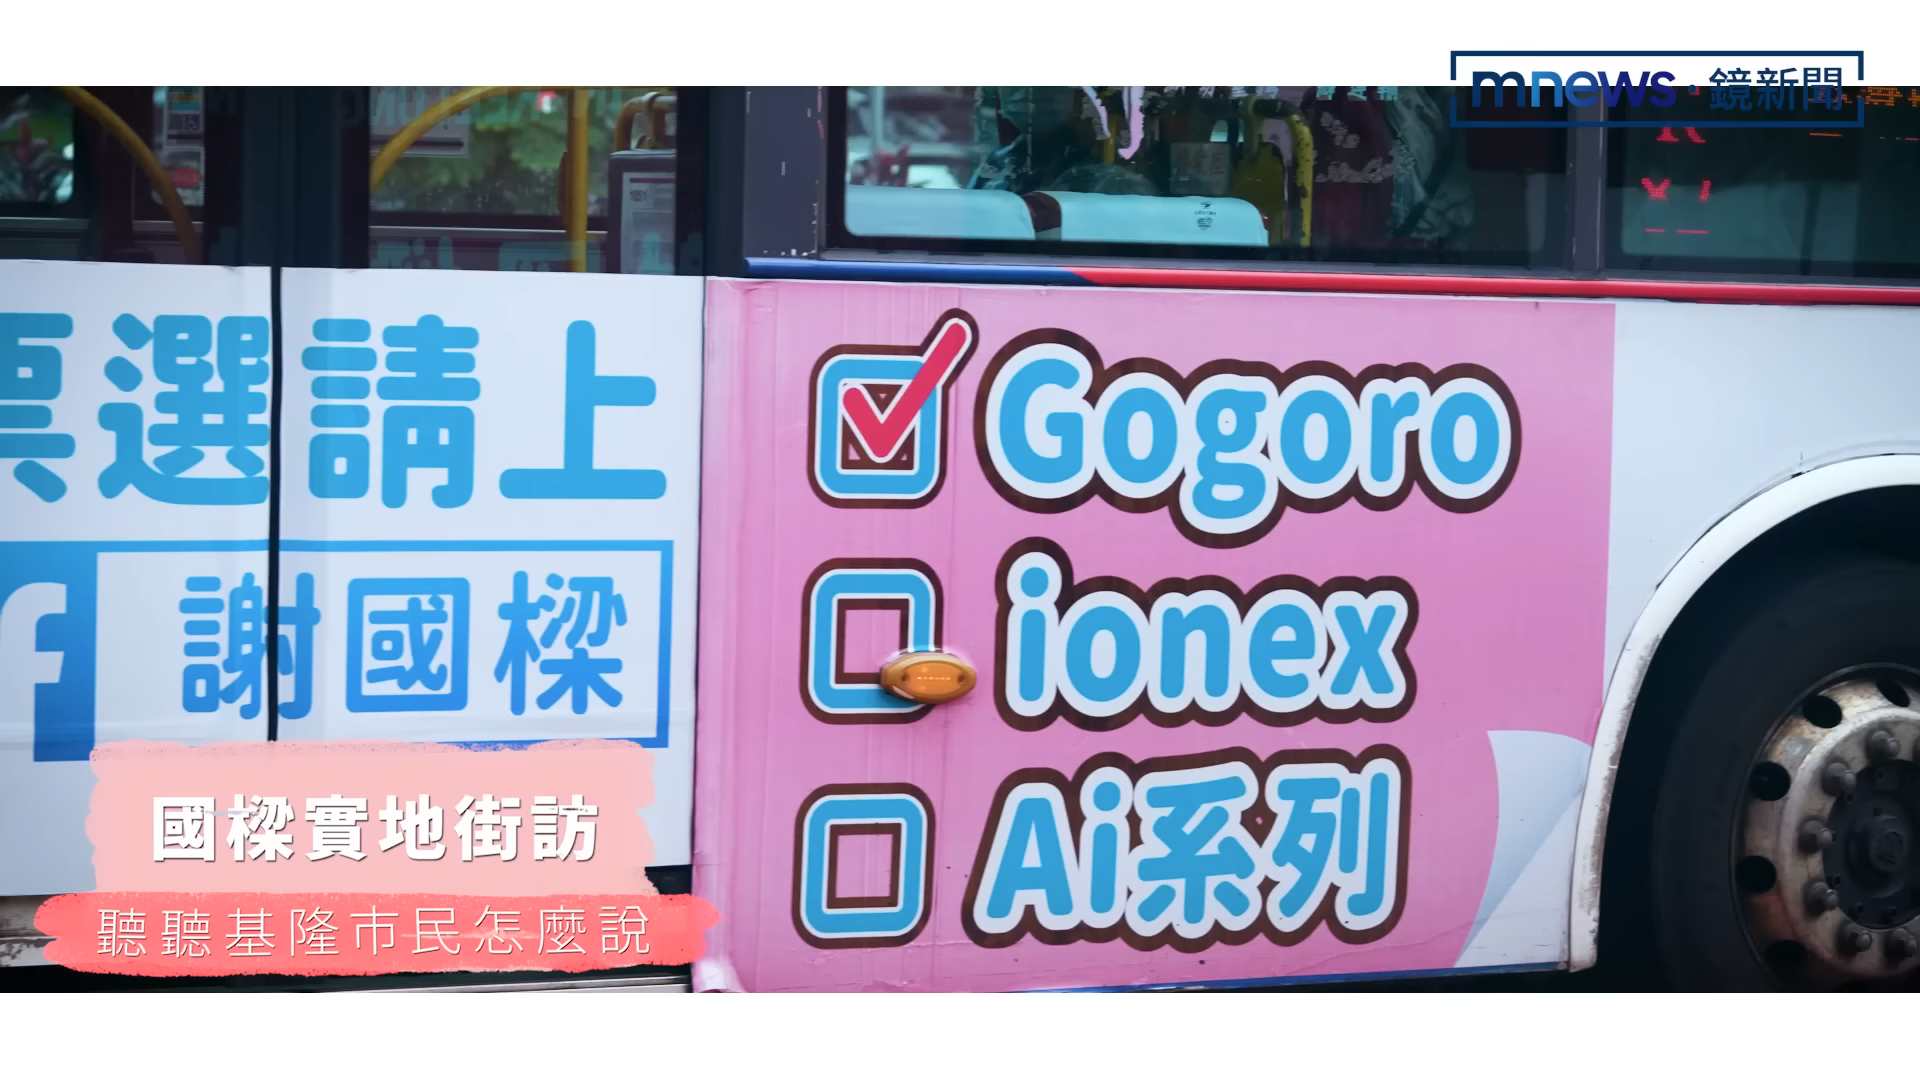 mnews·鏡新聞
票選請上
謝國樑
Gogoro
ionex
Ai系列
國樑實地街訪
聽聽基隆市民怎麼說